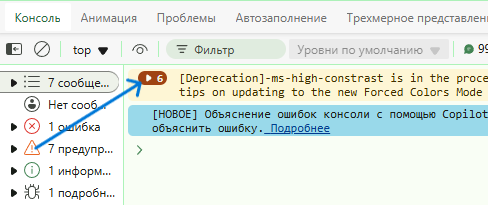 Консоль Анимация Проблемы Автозаполнение Трехмерное представлен
top Фильтр Уровни по умолчанию 99
7 сообще...
6 [Deprecation]-ms-high-constrast is in the proce
tips on updating to the new Forced Colors Mode
Нет сооб...
[НОВОЕ] Объяснение ошибок консоли с помощью Copilot
1 ошибка
объяснить ошибку. Подробнее
7 предупр...
1 информ...
1 подробн...